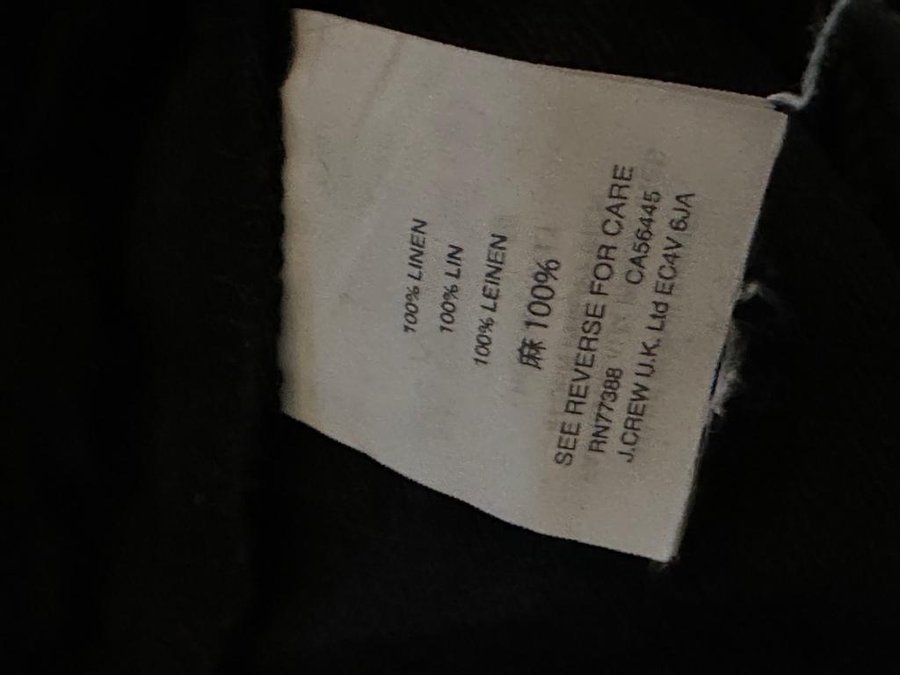 100% LINEN
100% LIN
100% LEINEN
麻 100%
SEE REVERSE FOR CARE
RN77388 CA56445
J.CREW U.K. Ltd EC4V 6JA